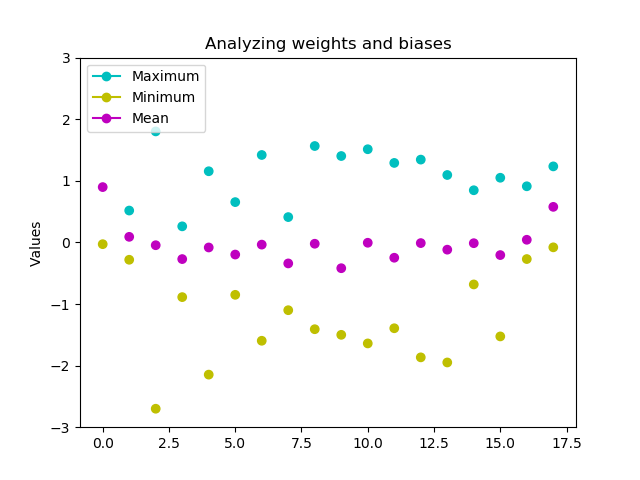 Analyzing weights and biases
Maximum
Minimum
Mean
Values
3
2
1
0
−1
−2
−3
0.0 2.5 5.0 7.5 10.0 12.5 15.0 17.5